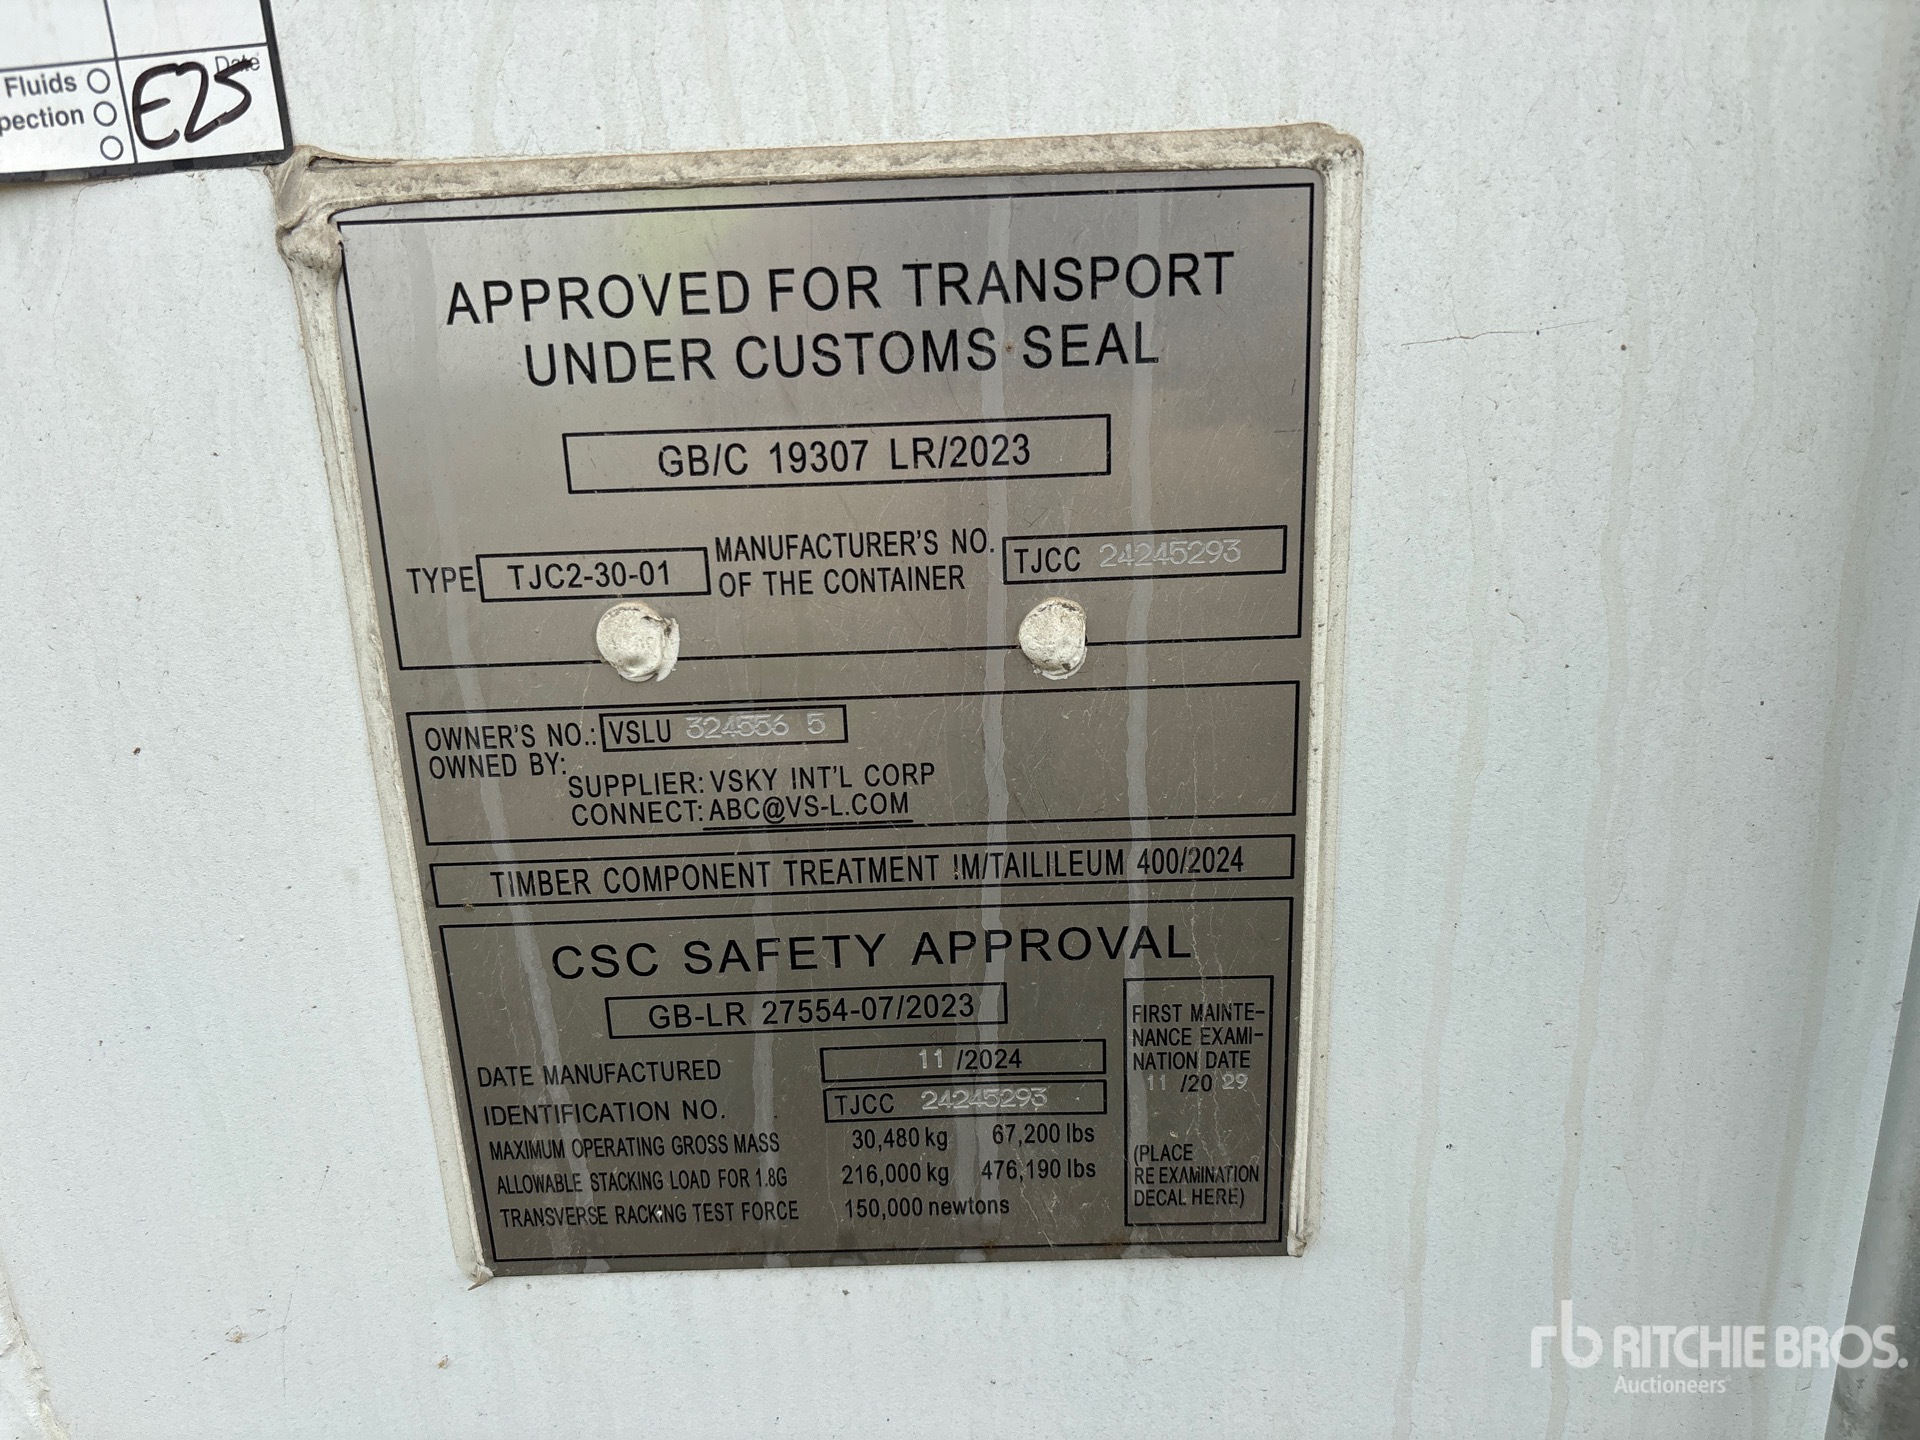 Date
Fluids
pection
E25
APPROVED FOR TRANSPORT
UNDER CUSTOMS SEAL
GB/C 19307 LR/2023
TYPE TJC2-30-01 MANUFACTURER'S NO. OF THE CONTAINER TJCC 24245293
OWNER'S NO.: VSLU 324556 5
OWNED BY:
SUPPLIER: VSKY INT'L CORP
CONNECT: ABC@VS-L.COM
TIMBER COMPONENT TREATMENT IM/TAILILEUM 400/2024
CSC SAFETY APPROVAL
GB-LR 27554-07/2023
DATE MANUFACTURED 11 /2024
IDENTIFICATION NO. TJCC 24245293
MAXIMUM OPERATING GROSS MASS 30,480 kg 67,200 lbs
ALLOWABLE STACKING LOAD FOR 1.8G 216,000 kg 476,190 lbs
TRANSVERSE RACKING TEST FORCE 150,000 newtons
FIRST MAINTE-
NANCE EXAMI-
NATION DATE
11 /20 29
(PLACE
RE EXAMINATION
DECAL HERE)
rb RITCHIE BROS.
Auctioneers